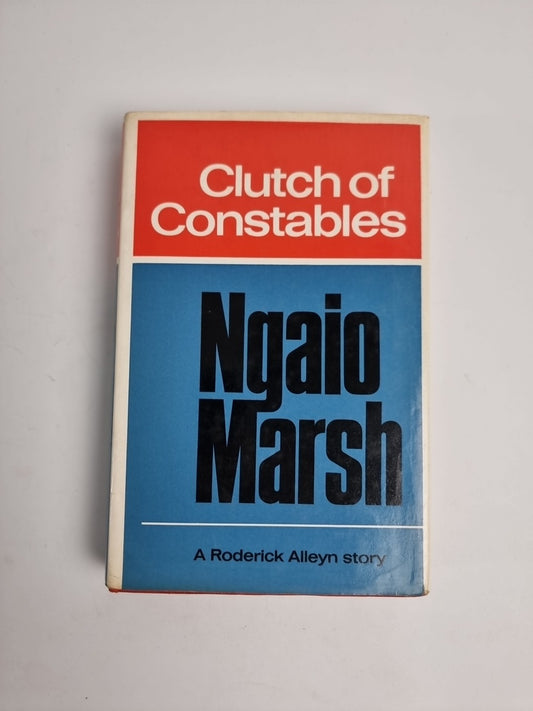 Clutch of
Constables
Ngaio
Marsh
A Roderick Alleyn story